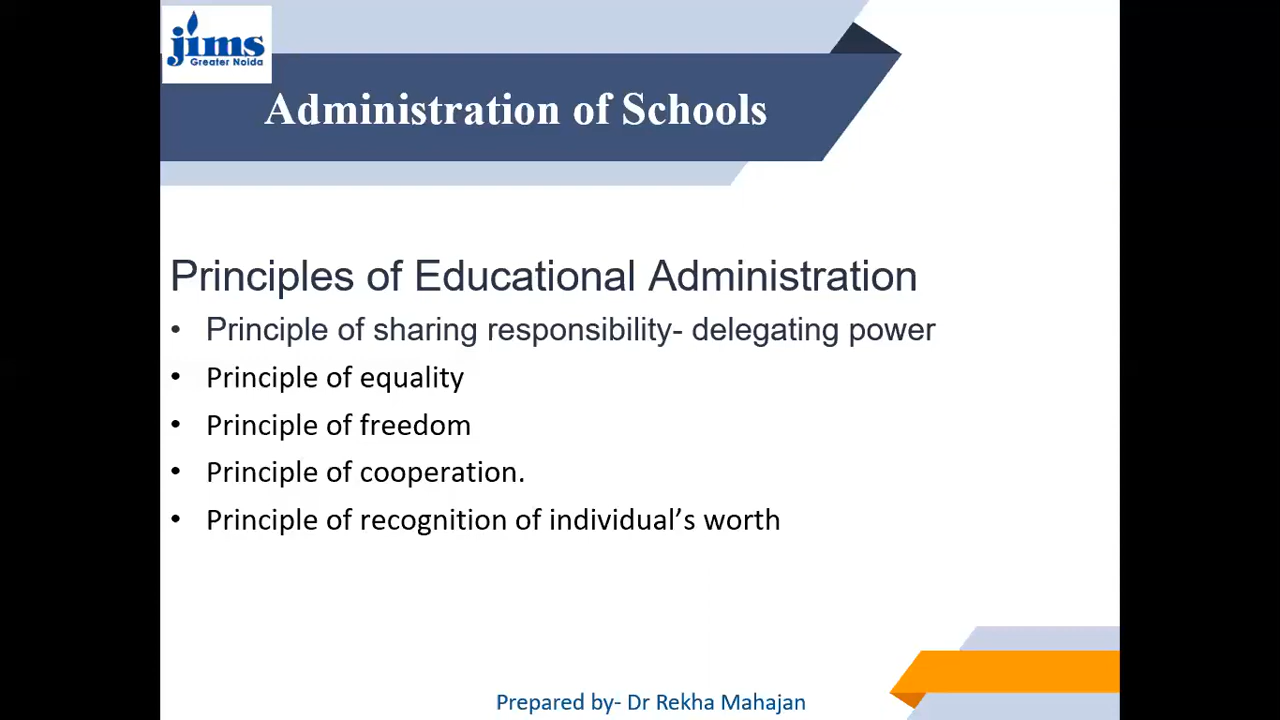 jims
Greater Noida
Administration of Schools
Principles of Educational Administration
• Principle of sharing responsibility- delegating power
• Principle of equality
• Principle of freedom
• Principle of cooperation.
• Principle of recognition of individual’s worth
Prepared by- Dr Rekha Mahajan